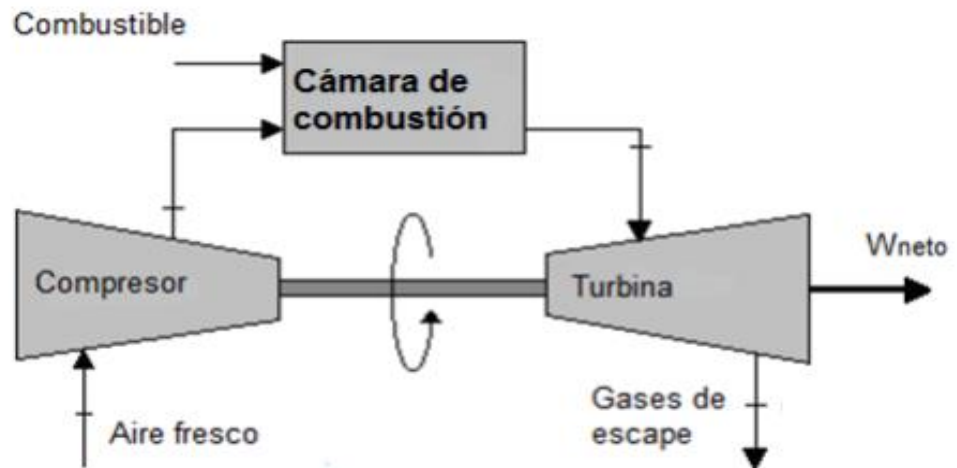 Combustible
Cámara de
combustión
Compresor
Turbina
Wneto
Aire fresco
Gases de
escape